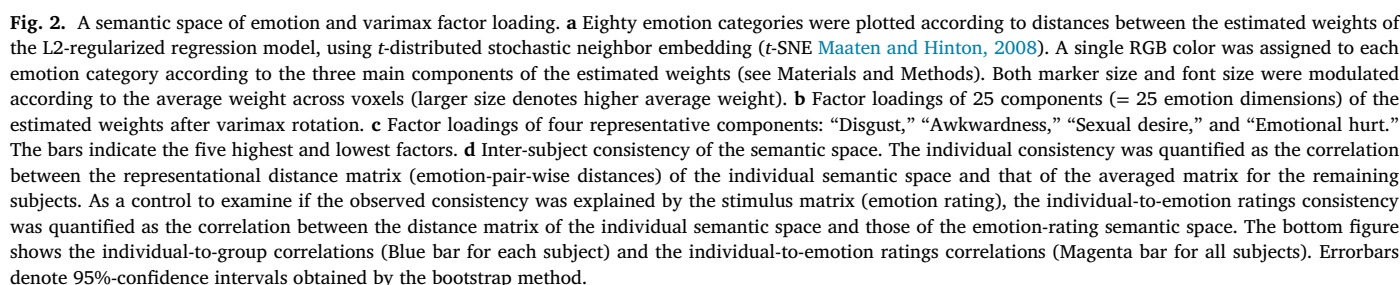 Fig. 2. A semantic space of emotion and varimax factor loading. a Eighty emotion categories were plotted according to distances between the estimated weights of
the L2-regularized regression model, using t-distributed stochastic neighbor embedding (t-SNE Maaten and Hinton, 2008). A single RGB color was assigned to each
emotion category according to the three main components of the estimated weights (see Materials and Methods). Both marker size and font size were modulated
according to the average weight across voxels (larger size denotes higher average weight). b Factor loadings of 25 components (= 25 emotion dimensions) of the
estimated weights after varimax rotation. c Factor loadings of four representative components: “Disgust,” “Awkwardness,” “Sexual desire,” and “Emotional hurt.”
The bars indicate the five highest and lowest factors. d Inter-subject consistency of the semantic space. The individual consistency was quantified as the correlation
between the representational distance matrix (emotion-pair-wise distances) of the individual semantic space and that of the averaged matrix for the remaining
subjects. As a control to examine if the observed consistency was explained by the stimulus matrix (emotion rating), the individual-to-emotion ratings consistency
was quantified as the correlation between the distance matrix of the individual semantic space and those of the emotion-rating semantic space. The bottom figure
shows the individual-to-group correlations (Blue bar for each subject) and the individual-to-emotion ratings correlations (Magenta bar for all subjects). Errorbars
denote 95%-confidence intervals obtained by the bootstrap method.